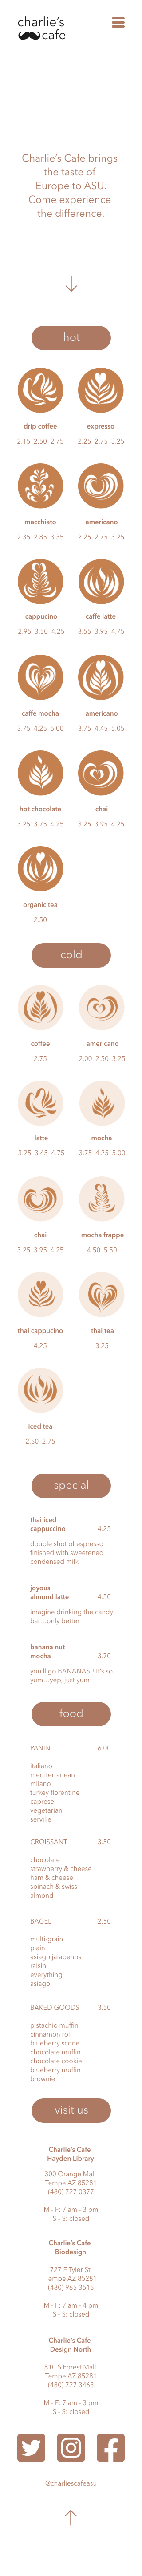 charlie's
cafe
Charlie's Cafe brings
the taste of
Europe to ASU.
Come experience
the difference.
hot
drip coffee
2.15 2.50 2.75
espresso
2.25 2.75 3.25
macchiato
2.35 2.85 3.35
americano
2.25 2.75 3.25
cappucino
2.95 3.50 4.25
caffe latte
3.55 3.95 4.75
caffe mocha
3.75 4.25 5.00
americano
3.75 4.45 5.05
hot chocolate
3.25 3.75 4.25
chai
3.25 3.95 4.25
organic tea
2.50
cold
coffee
2.75
americano
2.00 2.50 3.25
latte
3.25 3.45 4.75
mocha
3.75 4.25 5.00
chai
3.25 3.95 4.25
mocha frappe
4.50 5.50
thai cappucino
4.25
thai tea
3.25
iced tea
2.50 2.75
special
thai iced
cappuccino 4.25
double shot of espresso
finished with sweetened
condensed milk
joyous
almond latte 4.50
imagine drinking the candy
bar...only better
banana nut
mocha 3.70
you'll go BANANAS!! It's so
yum...yep, just yum
food
PANINI 6.00
italiano
mediterranean
milano
turkey florentine
caprese
vegetarian
serville
CROISSANT 3.50
chocolate
strawberry & cheese
ham & cheese
spinach & swiss
almond
BAGEL 2.50
multi-grain
plain
asiago jalapenos
raisin
everything
asiago
BAKED GOODS 3.50
pistachio muffin
cinnamon roll
blueberry scone
chocolate muffin
chocolate cookie
blueberry muffin
brownie
visit us
Charlie's Cafe
Hayden Library
300 Orange Mall
Tempe AZ 85281
(480) 727 0377
M - F: 7 am - 3 pm
S - S: closed
Charlie's Cafe
Biodesign
727 E Tyler St
Tempe AZ 85281
(480) 965 3515
M - F: 7 am - 4 pm
S - S: closed
Charlie's Cafe
Design North
810 S Forest Mall
Tempe AZ 85281
(480) 727 3463
M - F: 7 am - 3 pm
S - S: closed
@charliescafeasu